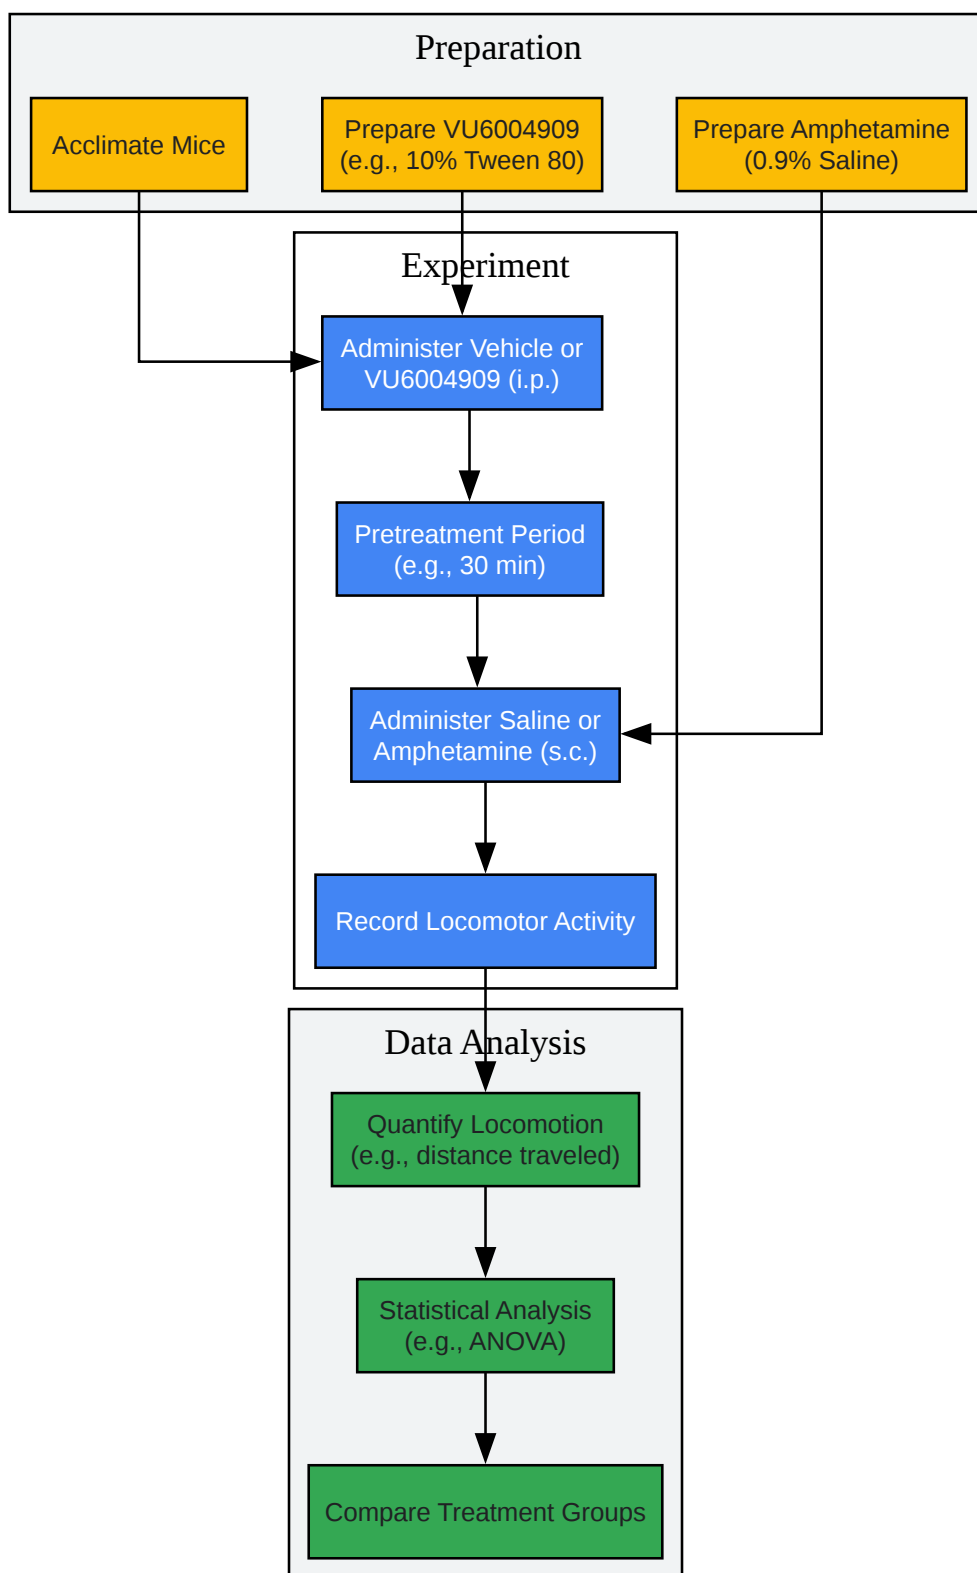 Preparation
Acclimate Mice
Prepare VU6004909
(e.g., 10% Tween 80)
Prepare Amphetamine
(0.9% Saline)
Experiment
Administer Vehicle or
VU6004909 (i.p.)
Pretreatment Period
(e.g., 30 min)
Administer Saline or
Amphetamine (s.c.)
Record Locomotor Activity
Data Analysis
Quantify Locomotion
(e.g., distance traveled)
Statistical Analysis
(e.g., ANOVA)
Compare Treatment Groups